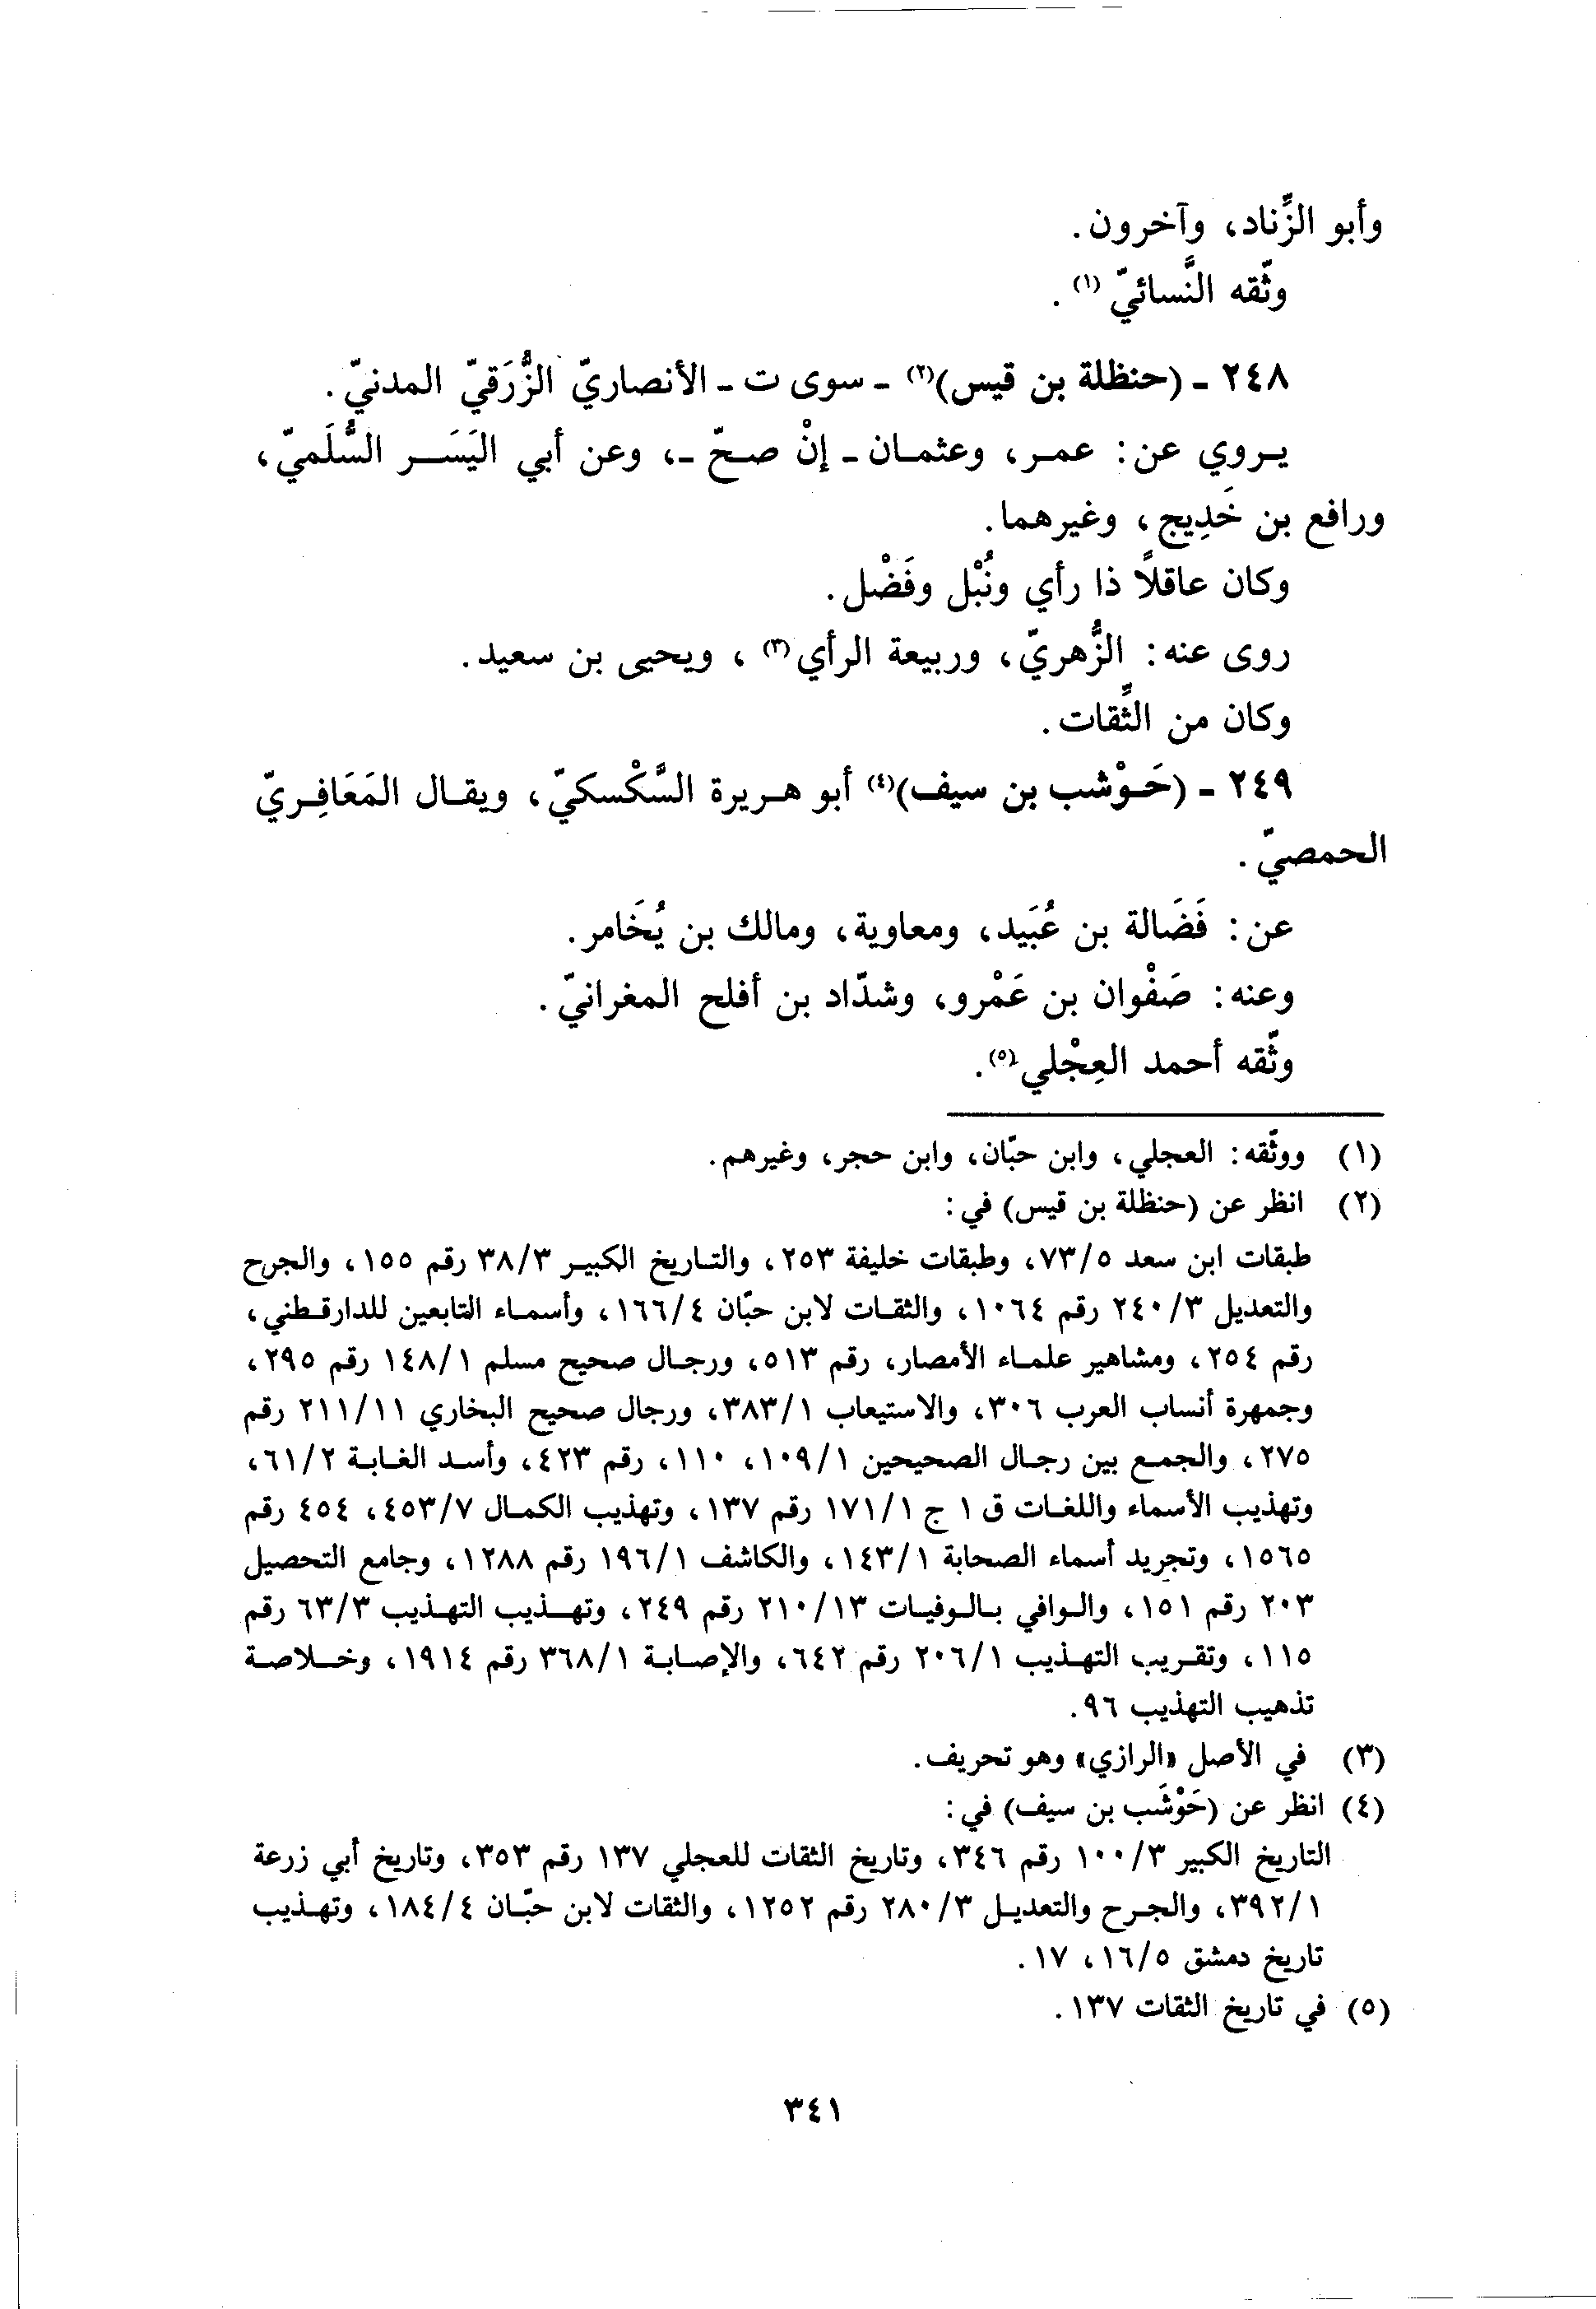 وأبو الزِّناد، وآخرون.
وثّقه النَّسائيّ (١).
٢٤٨ - (حنظلة بن قيس)(٢) - سوى ت - الأنصاريّ الزُّرَقيّ المدنيّ.
يروي عن: عمر، وعثمان - إنْ صحّ -، وعن أبي اليَسَر السُّلَميّ،
ورافع بن خَدِيج، وغيرهما.
وكان عاقلًا ذا رأي ونُبْل وفَضْل.
روى عنه: الزُّهريّ، وربيعة الرأي(٣)، ويحيى بن سعيد.
وكان من الثِّقات.
٢٤٩ - (حَوْشب بن سيف)(٤) أبو هريرة السَّكْسكيّ، ويقال المَعَافِريّ
الحمصيّ.
عن: فَضَالة بن عُبَيد، ومعاوية، ومالك بن يُخَامر.
وعنه: صَفْوان بن عَمْرو، وشدّاد بن أفلح المغرانيّ.
وثّقه أحمد العِجْلي(٥).
(١) ووثّقه: العجلي، وابن حبّان، وابن حجر، وغيرهم.
(٢) انظر عن (حنظلة بن قيس) في:
طبقات ابن سعد ٧٣/٥، وطبقات خليفة ٢٥٣، والتاريخ الكبير ٣٨/٣ رقم ١٥٥، والجرح
والتعديل ٢٤٠/٣ رقم ١٠٦٤، والثقات لابن حبّان ١٦٦/٤، وأسماء التابعين للدارقطني،
رقم ٢٥٤، ومشاهير علماء الأمصار، رقم ٥١٣، ورجال صحيح مسلم ١٤٨/١ رقم ٢٩٥،
وجمهرة أنساب العرب ٣٠٦، والاستيعاب ٣٨٣/١، ورجال صحيح البخاري ٢١١/١١ رقم
٢٧٥، والجمع بين رجال الصحيحين ١٠٩/١، ١١٠، رقم ٤٢٣، وأسد الغابة ٦١/٢،
وتهذيب الأسماء واللغات ق ١ ج ١٧١/١ رقم ١٣٧، وتهذيب الكمال ٤٥٣/٧، ٤٥٤ رقم
١٥٦٥، وتجريد أسماء الصحابة ١٤٣/١، والكاشف ١٩٦/١ رقم ١٢٨٨، وجامع التحصيل
٢٠٣ رقم ١٥١، والوافي بالوفيات ٢١٠/١٣ رقم ٢٤٩، وتهذيب التهذيب ٦٣/٣ رقم
١١٥، وتقريب التهذيب ٢٠٦/١ رقم ٦٤٢، والإصابة ٣٦٨/١ رقم ١٩١٤، وخلاصة
تذهيب التهذيب ٩٦.
(٣) في الأصل «الرازي» وهو تحريف.
(٤) انظر عن (حَوْشَب بن سيف) في:
التاريخ الكبير ١٠٠/٣ رقم ٣٤٦، وتاريخ الثقات للعجلي ١٣٧ رقم ٣٥٣، وتاريخ أبي زرعة
٣٩٢/١، والجرح والتعديل ٢٨٠/٣ رقم ١٢٥٢، والثقات لابن حبّان ١٨٤/٤، وتهذيب
تاريخ دمشق ١٦/٥، ١٧.
(٥) في تاريخ الثقات ١٣٧.
٣٤١